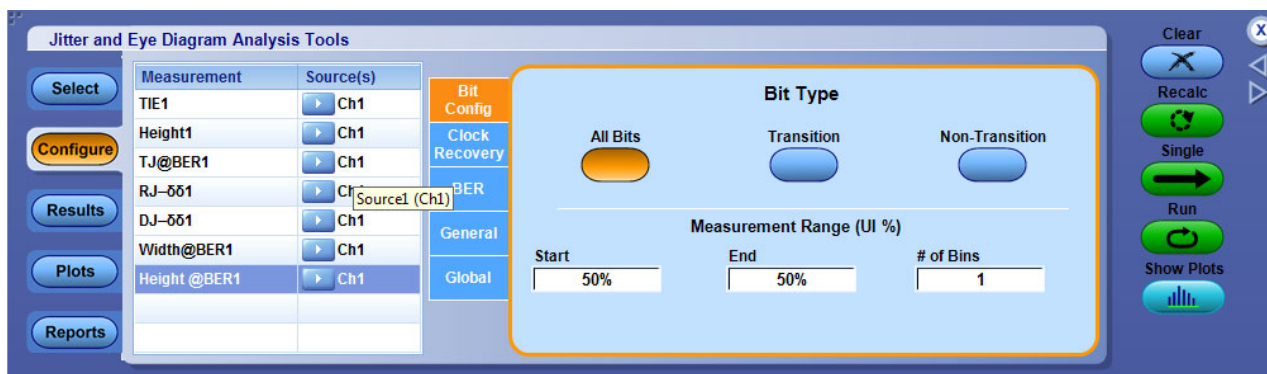 Jitter and Eye Diagram Analysis Tools
Select
Configure
Results
Plots
Reports
Measurement Source(s)
TIE1 Ch1
Height1 Ch1
TJ@BER1 Ch1
RJ–δδ1
DJ–δδ1 Ch1
Width@BER1 Ch1
Height @BER1 Ch1
Source1 (Ch1)
Bit
Config
Clock
Recovery
BER
General
Global
Bit Type
All Bits Transition Non-Transition
Measurement Range (UI %)
Start End # of Bins
50% 50% 1
Clear
X
Recalc
Single
Run
Show Plots